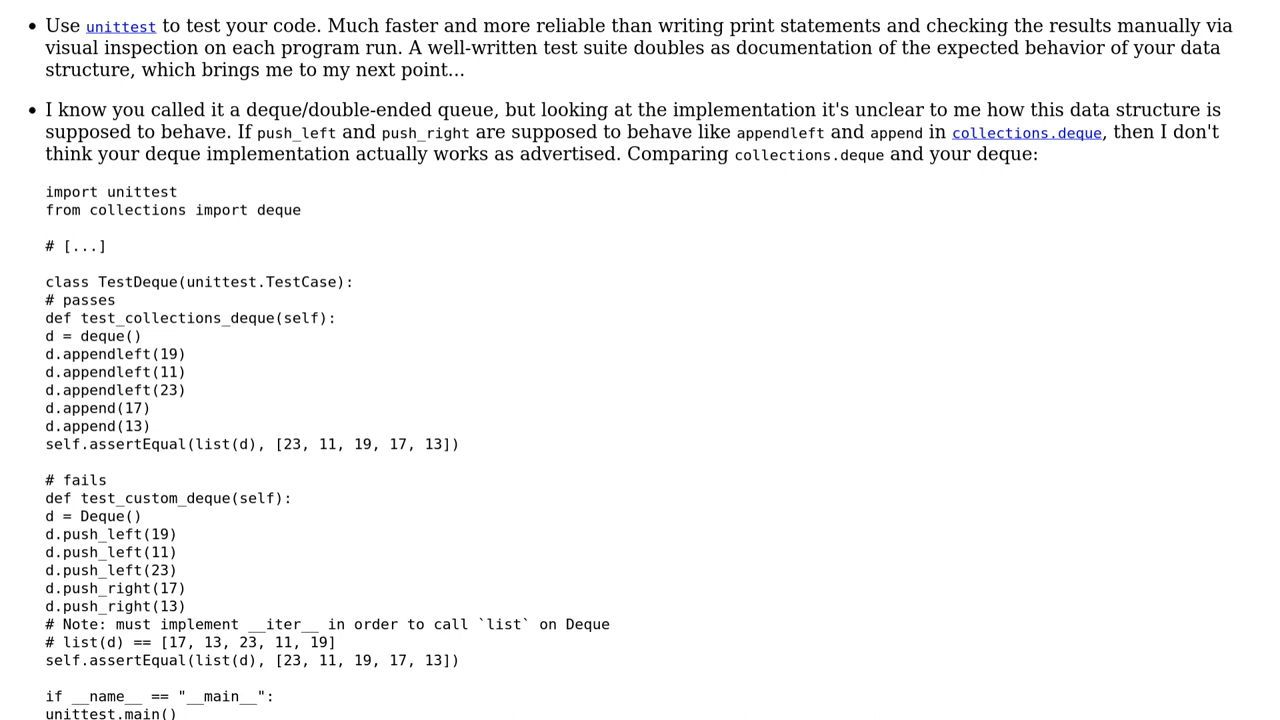 • Use unittest to test your code. Much faster and more reliable than writing print statements and checking the results manually via
visual inspection on each program run. A well-written test suite doubles as documentation of the expected behavior of your data
structure, which brings me to my next point...
• I know you called it a deque/double-ended queue, but looking at the implementation it's unclear to me how this data structure is
supposed to behave. If push_left and push_right are supposed to behave like appendleft and append in collections.deque, then I don't
think your deque implementation actually works as advertised. Comparing collections.deque and your deque:
import unittest
from collections import deque
# [...]
class TestDeque(unittest.TestCase):
# passes
def test_collections_deque(self):
d = deque()
d.appendleft(19)
d.appendleft(11)
d.appendleft(23)
d.append(17)
d.append(13)
self.assertEqual(list(d), [23, 11, 19, 17, 13])
# fails
def test_custom_deque(self):
d = Deque()
d.push_left(19)
d.push_left(11)
d.push_left(23)
d.push_right(17)
d.push_right(13)
# Note: must implement __iter__ in order to call `list` on Deque
# list(d) == [17, 13, 23, 11, 19]
self.assertEqual(list(d), [23, 11, 19, 17, 13])
if __name__ == "__main__":
unittest.main()